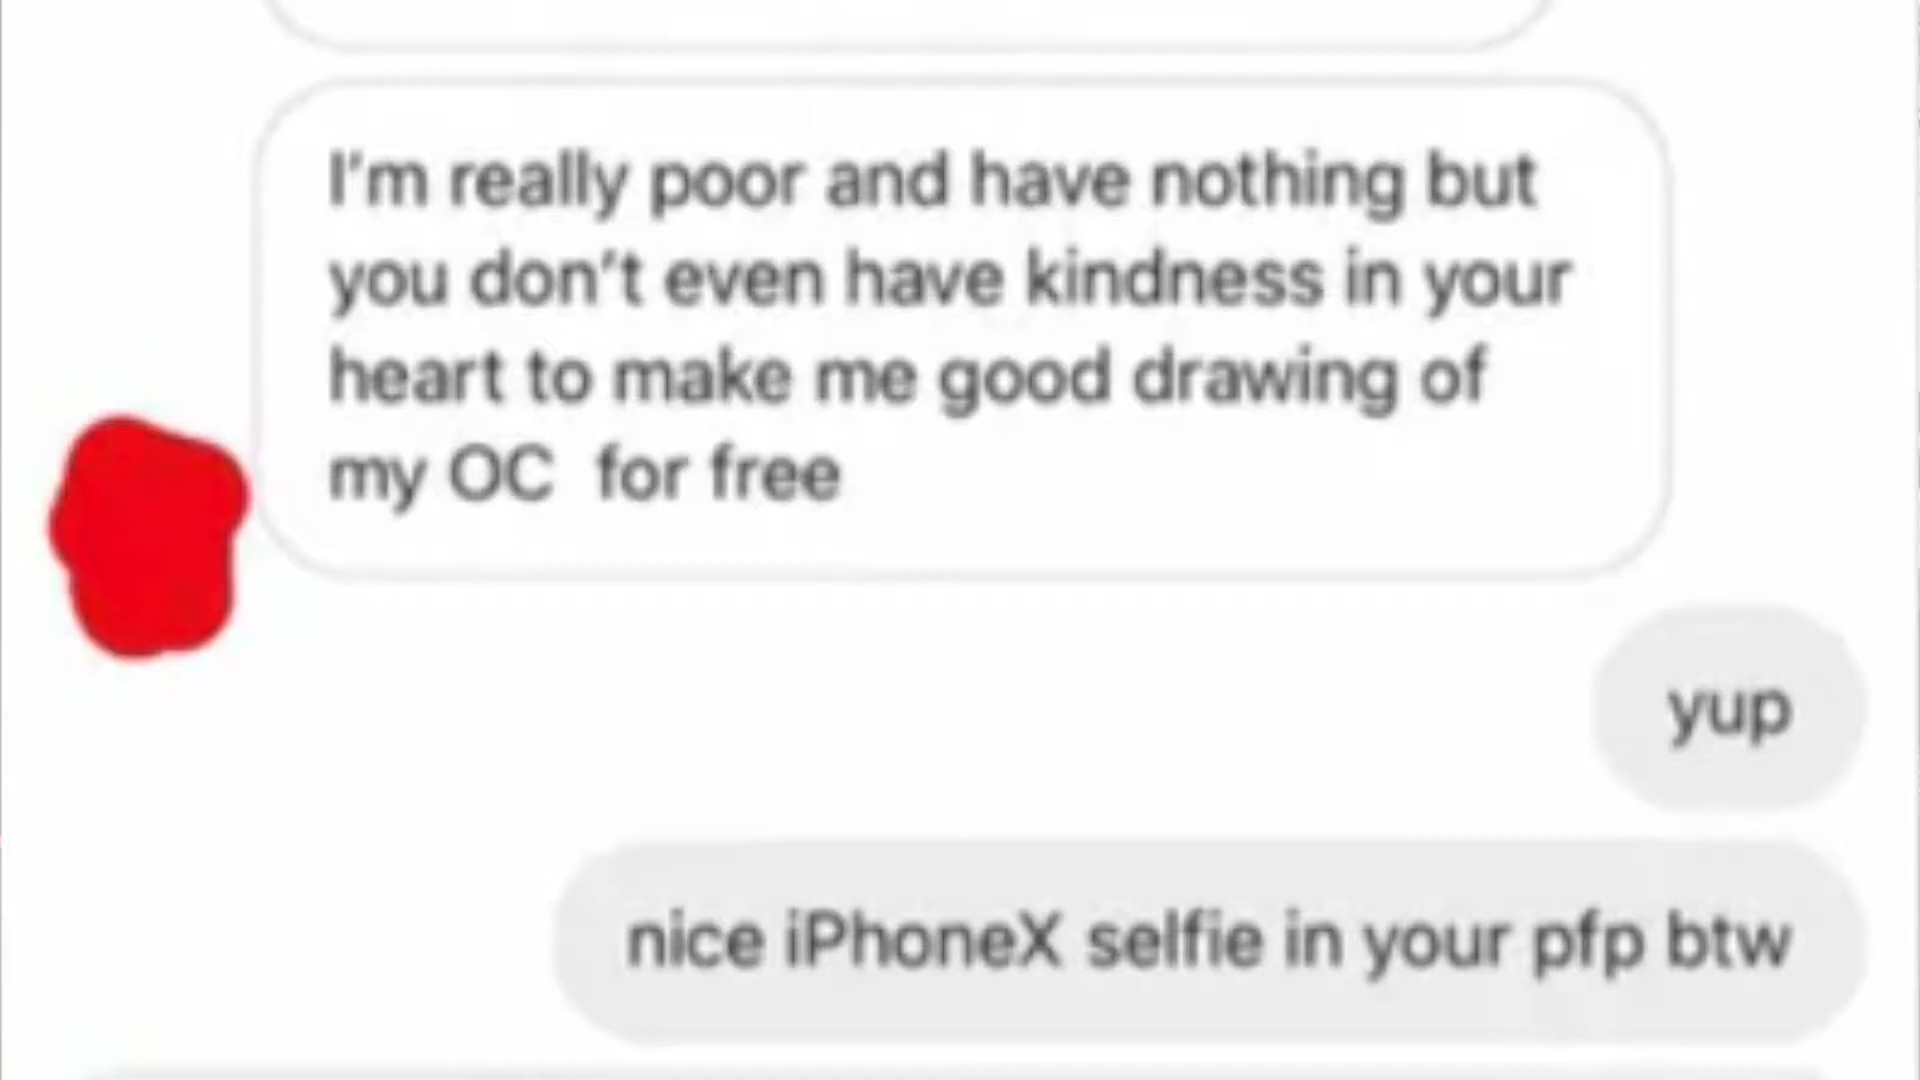 I'm really poor and have nothing but
you don't even have kindness in your
heart to make me good drawing of
my OC  for free
yup
nice iPhoneX selfie in your pfp btw